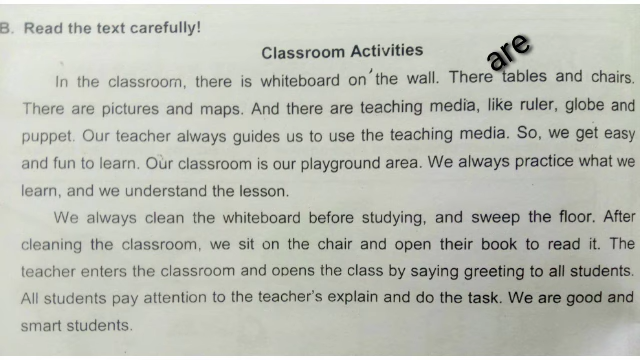 B. Read the text carefully!
Classroom Activities
are
In the classroom, there is whiteboard on the wall. There tables and chairs.
There are pictures and maps. And there are teaching media, like ruler, globe and
puppet. Our teacher always guides us to use the teaching media. So, we get easy
and fun to learn. Our classroom is our playground area. We always practice what we
learn, and we understand the lesson.
We always clean the whiteboard before studying, and sweep the floor. After
cleaning the classroom, we sit on the chair and open their book to read it. The
teacher enters the classroom and opens the class by saying greeting to all students.
All students pay attention to the teacher's explain and do the task. We are good and
smart students.